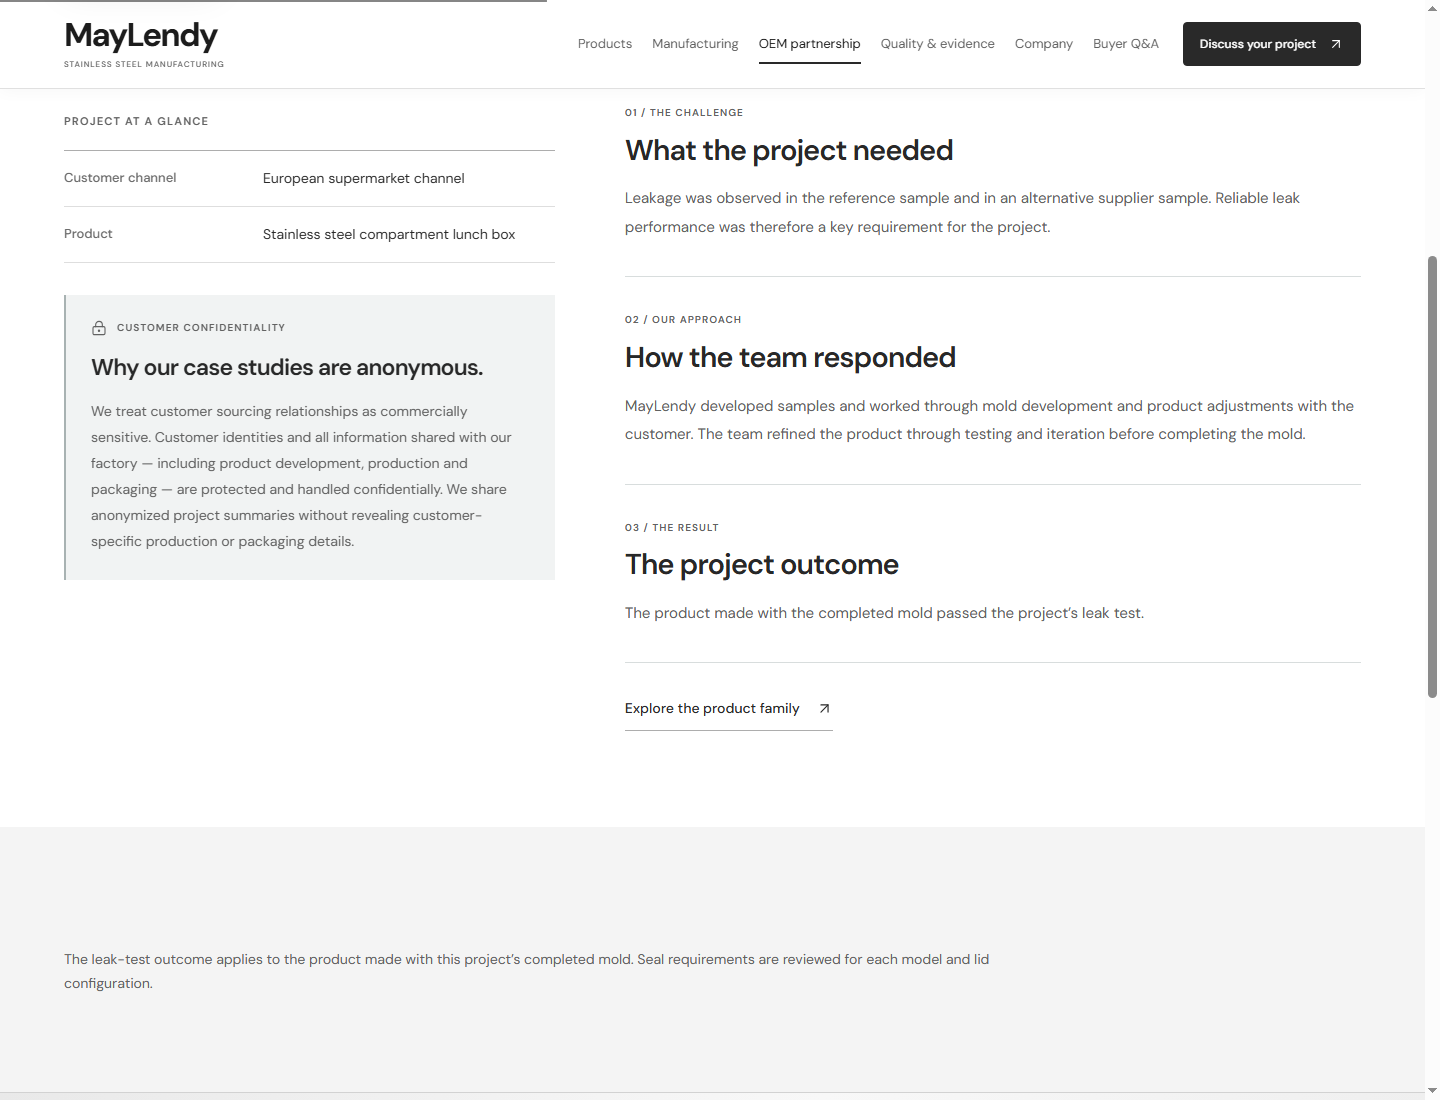 MayLendy
STAINLESS STEEL MANUFACTURING
Products
Manufacturing
OEM partnership
Quality & evidence
Company
Buyer Q&A
Discuss your project
PROJECT AT A GLANCE
Customer channel
European supermarket channel
Product
Stainless steel compartment lunch box
CUSTOMER CONFIDENTIALITY
Why our case studies are anonymous.
We treat customer sourcing relationships as commercially
sensitive. Customer identities and all information shared with our
factory — including product development, production and
packaging — are protected and handled confidentially. We share
anonymized project summaries without revealing customer-
specific production or packaging details.
01 / THE CHALLENGE
What the project needed
Leakage was observed in the reference sample and in an alternative supplier sample. Reliable leak
performance was therefore a key requirement for the project.
02 / OUR APPROACH
How the team responded
MayLendy developed samples and worked through mold development and product adjustments with the
customer. The team refined the product through testing and iteration before completing the mold.
03 / THE RESULT
The project outcome
The product made with the completed mold passed the project’s leak test.
Explore the product family
The leak-test outcome applies to the product made with this project’s completed mold. Seal requirements are reviewed for each model and lid
configuration.